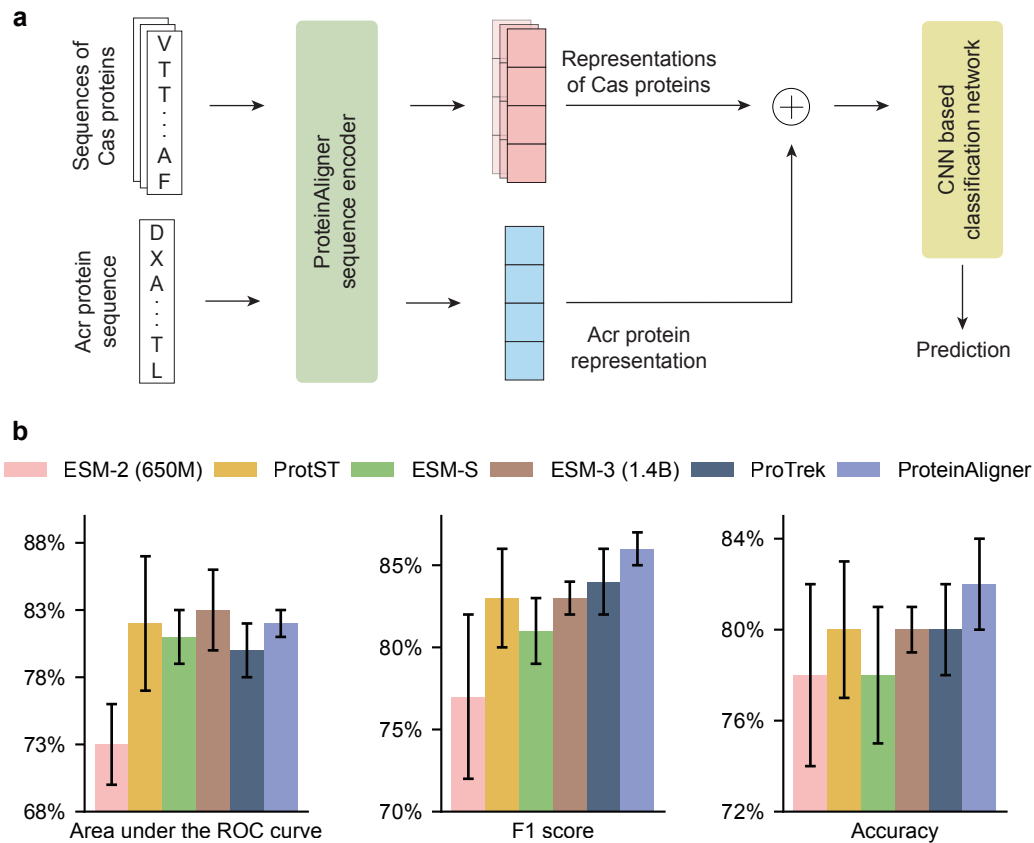 a
Sequences of
Cas proteins
V
T
T
...
A
F
ProteinAligner
sequence encoder
Representations
of Cas proteins
+
CNN based
classification network
Acr protein
sequence
D
X
A
...
T
L
Acr protein
representation
Prediction
b
ESM-2 (650M) ProtST ESM-S ESM-3 (1.4B) ProTrek ProteinAligner
88%
83%
78%
73%
68%
Area under the ROC curve
85%
80%
75%
70%
F1 score
84%
80%
76%
72%
Accuracy